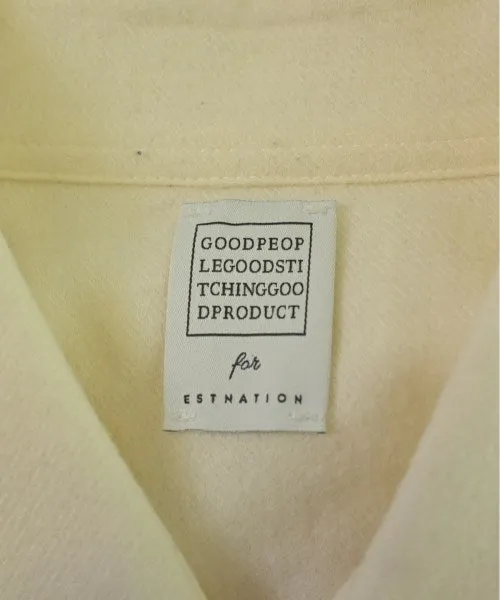 GOODPEOP
LEGOODSTI
TCHINGGOO
DPRODUCT
for
ESTNATION